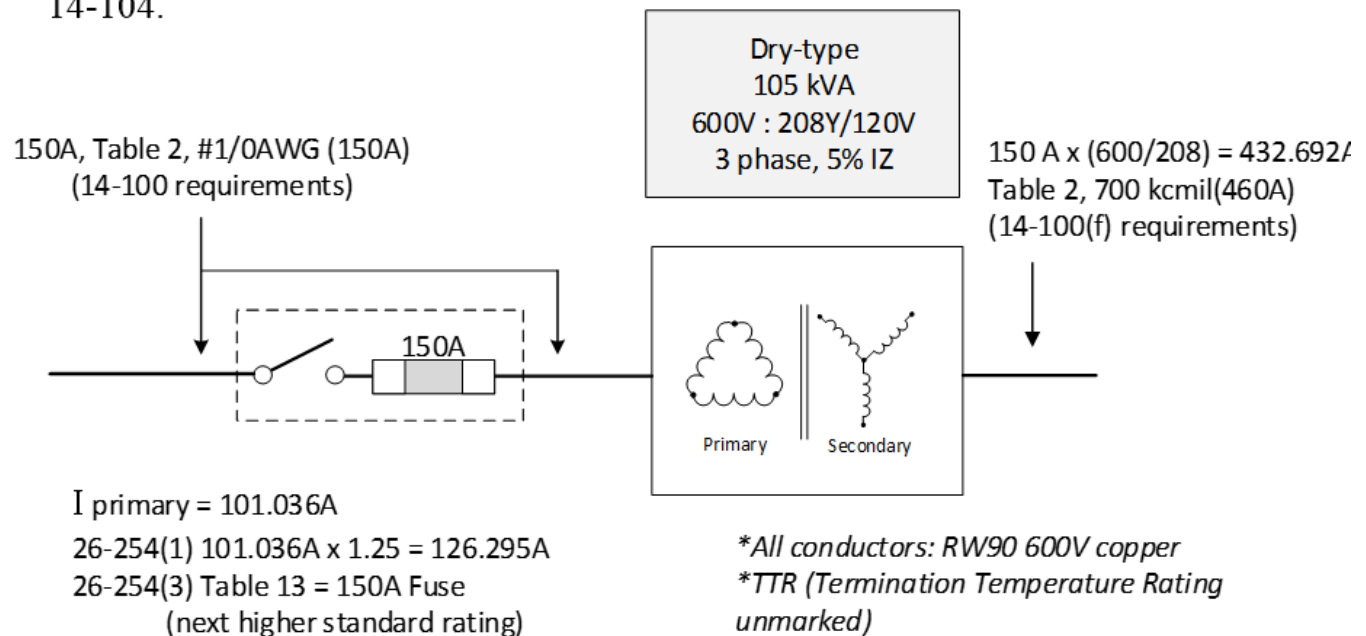 14-104.
Dry-type
105 kVA
600V : 208Y/120V
3 phase, 5% IZ
150A, Table 2, #1/0AWG (150A)
(14-100 requirements)
150 A x (600/208) = 432.692A
Table 2, 700 kcmil(460A)
(14-100(f) requirements)
150A
Primary
Secondary
I primary = 101.036A
26-254(1) 101.036A x 1.25 = 126.295A
26-254(3) Table 13 = 150A Fuse
(next higher standard rating)
*All conductors: RW90 600V copper
*TTR (Termination Temperature Rating
unmarked)